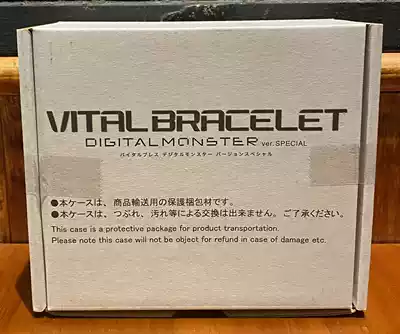 VITAL BRACELET
DIGITAL MONSTER ver. SPECIAL
バイタルブレス デジタルモンスター バージョンスペシャル
●本ケースは、商品輸送用の保護梱包材です。
●本ケースは、つぶれ、汚れ等による交換は出来ません。ご了承ください。
This case is a protective package for product transportation.
Please note this case will not be object for refund in case of damage etc.